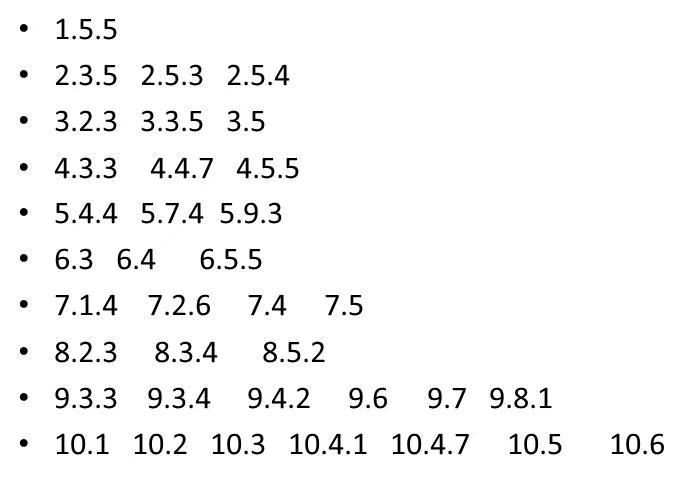 • 1.5.5
• 2.3.5 2.5.3 2.5.4
• 3.2.3 3.3.5 3.5
• 4.3.3 4.4.7 4.5.5
• 5.4.4 5.7.4 5.9.3
• 6.3 6.4 6.5.5
• 7.1.4 7.2.6 7.4 7.5
• 8.2.3 8.3.4 8.5.2
• 9.3.3 9.3.4 9.4.2 9.6 9.7 9.8.1
• 10.1 10.2 10.3 10.4.1 10.4.7 10.5 10.6